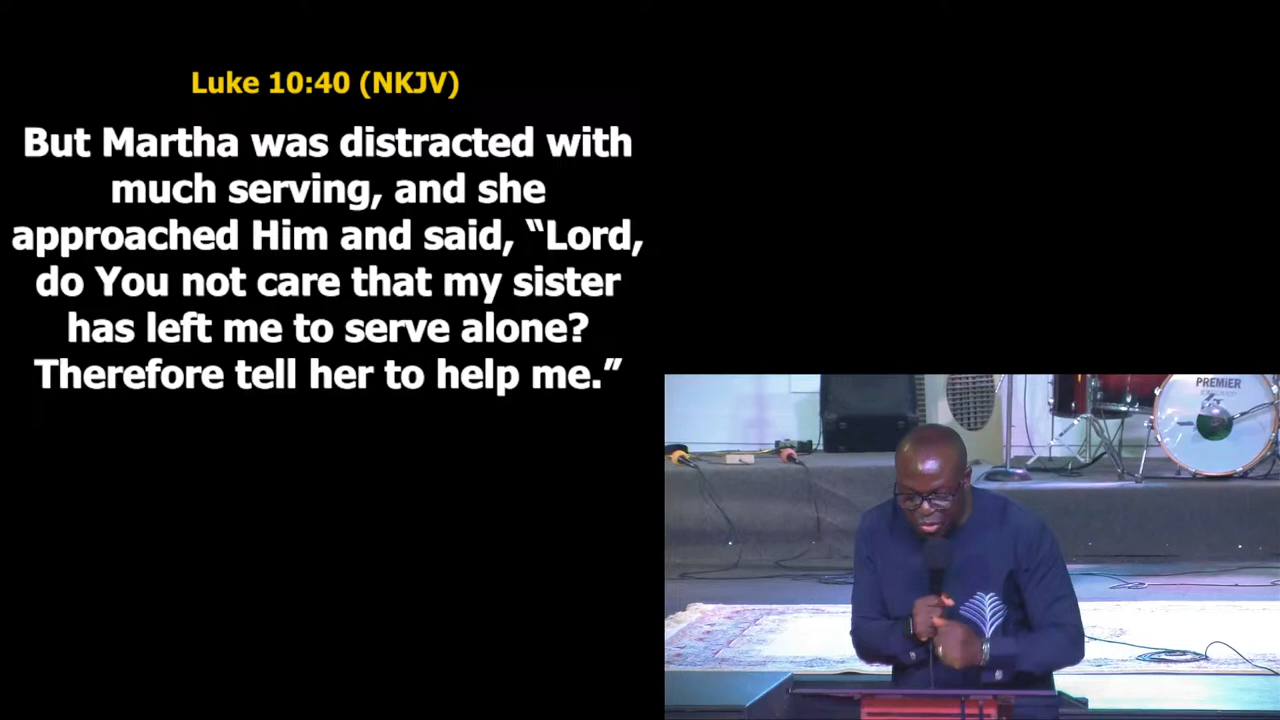 Luke 10:40 (NKJV)
But Martha was distracted with
much serving, and she
approached Him and said, “Lord,
do You not care that my sister
has left me to serve alone?
Therefore tell her to help me.”
PREMIER